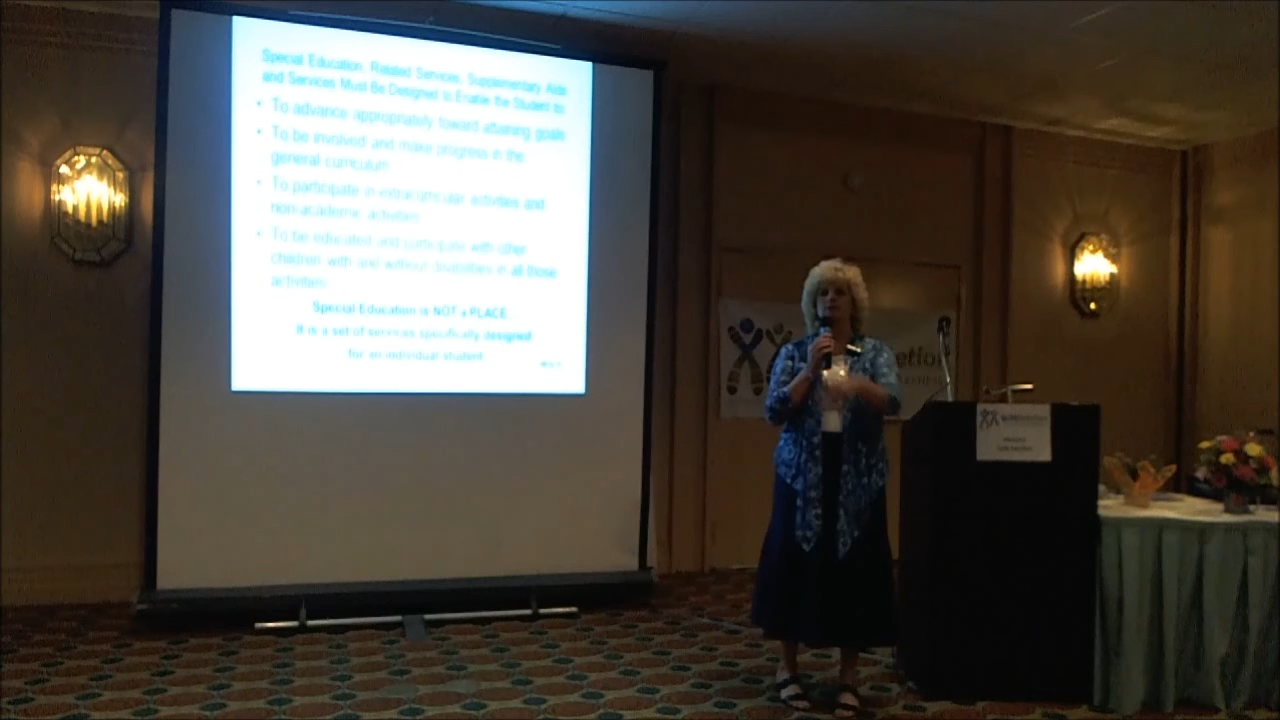 Special Education, Related Services, Supplementary Aids
and Services Must Be Designed to Enable the Student to:
• To advance appropriately toward attaining goals
• To be involved and make progress in the
general curriculum
• To participate in extracurricular activities and
non-academic activities
• To be educated and participate with other
children with and without disabilities in all those
activities
Special Education is NOT a PLACE
It is a set of services specifically designed
for an individual student
etion